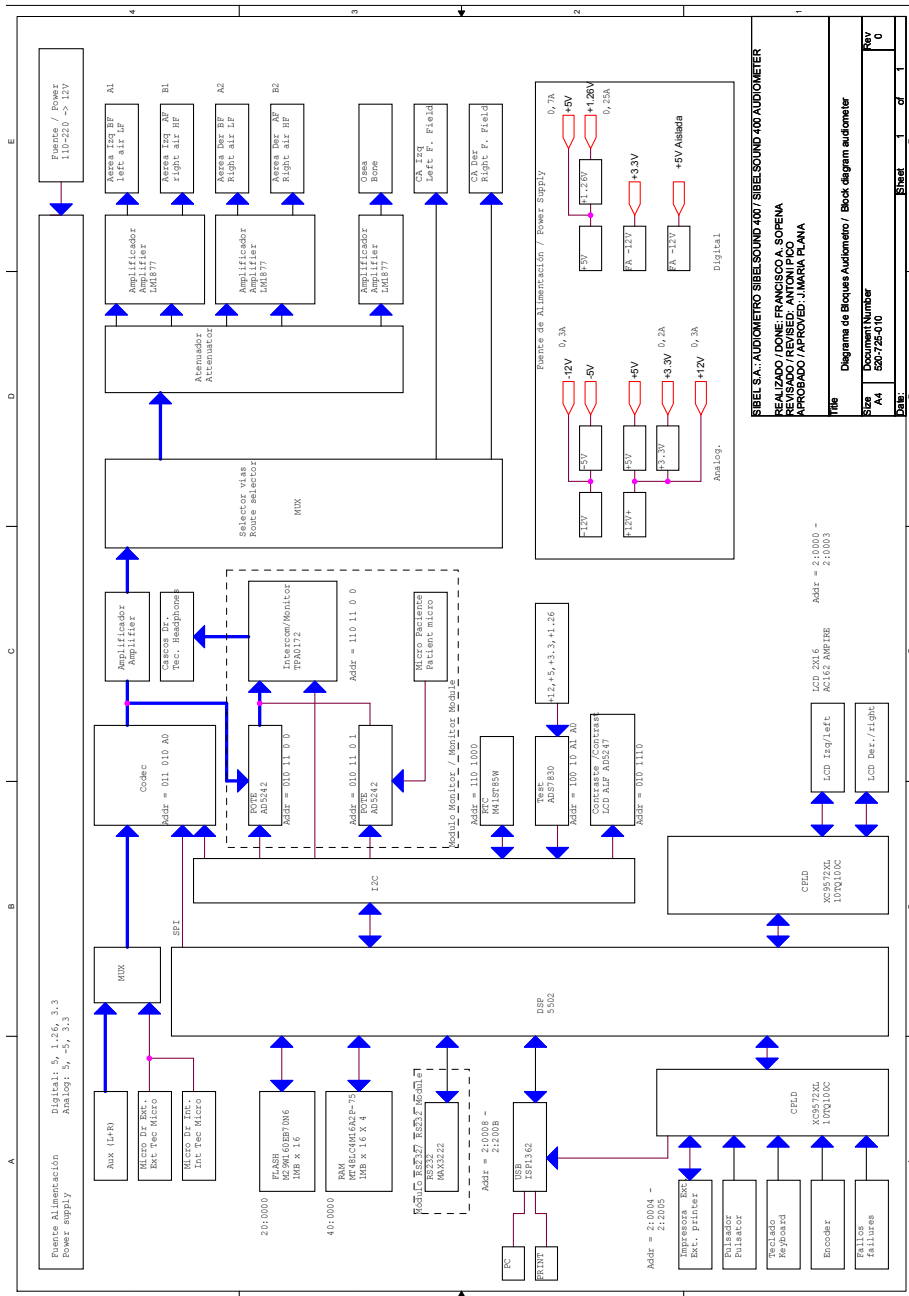 Fuente Alimentación
Power supply
Digital: 5, 1.26, 3.3
Analog: 5, -5, 3.3
Fuente / Power
110-220 -> 12V
Aux (L+R)
Micro Dr Ext.
Ext Tec Micro
Micro Dr Int.
Int Tec Micro
MUX
SPI
Codec
Addr = 011 010 A0
Amplificador
Amplifier
Cascos Dr.
Tec. Headphones
Selector vias
Route selector
MUX
Atenuador
Attenuator
Amplificador
Amplifier
LM1877
Amplificador
Amplifier
LM1877
Amplificador
Amplifier
LM1877
Aerea Izq BF
left air LF
A1
Aerea Izq AF
Right air HF
B1
Aerea Der BF
Right air LF
A2
Aerea Der AF
Right air HF
B2
Osea
Bone
CA Izq
Left F. Field
CA Der
Right F. Field
POTE
AD5242
Addr = 010 11 0 0
POTE
AD5242
Addr = 010 11 0 1
Intercom/Monitor
TPA0172
Addr = 110 11 0 0
Micro Paciente
Patient micro
Modulo Monitor / Monitor Module
20:0000
FLASH
M29W160EB70N6
1MB x 16
40:0000
RAM
MT48LC4M16A2P-75
1MB X 16 X 4
Modulo RS232/ RS232 Module
RS232
MAX3222
Addr = 2:0008 -
2:200B
USB
ISP1362
PC
PRINT
DSP
5502
I2C
RTC
M41ST85W
Addr = 110 1000
Test
ADS7830
Addr = 100 10 A1 A0
+12,+5,+3.3,+1.26
Contraste /Contrast
LCD ALF AD5247
Addr = 010 1110
Addr = 2:0004 -
2:2005
Impresora Ext
Ext. printer
Pulsador
Pulsator
Teclado
Keyboard
Encoder
Fallos
failures
CPLD
XC9572XL
10TQ100C
CPLD
XC9572XL
10TQ100C
LCD Izq/left
LCD Der./right
LCD 2X16
AC162 AMPIRE
Addr = 2:0000 -
2:0003
Fuente de Alimentación / Power Supply
-12V
-5V
-12V
0,3A
-5V
+12V+
+5V
+3.3V
+5V
+3.3V
0,2A
+12V
0,3A
Analog.
+5V
+1.26V
0,7A
+5V
+1.26V
0,25A
FA -12V
+3.3V
FA -12V
+5V Aislada
Digital
SIBEL S.A.: AUDIOMETRO SIBELSOUND 400 / SIBELSOUND 400 AUDIOMETER
REALIZADO / DONE: FRANCISCO A. SOPENA
REVISADO / REVISED: ANTONI PICO
APROBADO / APROVED: J.MARIA PLANA
Title
Diagrama de Bloques Audiometro / Block diagram audiometer
Size
A4
Document Number
520-725-010
Rev
0
Date:
Sheet
1
of
1
A
B
C
D
E
4
3
2
1